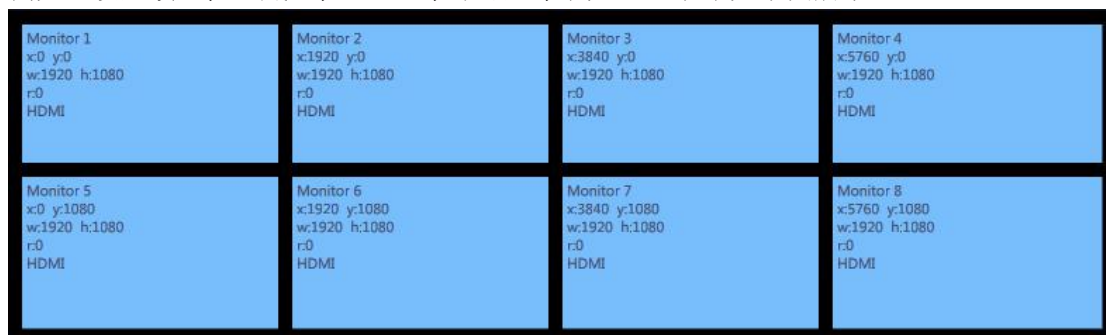 Monitor 1
x:0 y:0
w:1920 h:1080
r:0
HDMI
Monitor 2
x:1920 y:0
w:1920 h:1080
r:0
HDMI
Monitor 3
x:3840 y:0
w:1920 h:1080
r:0
HDMI
Monitor 4
x:5760 y:0
w:1920 h:1080
r:0
HDMI
Monitor 5
x:0 y:1080
w:1920 h:1080
r:0
HDMI
Monitor 6
x:1920 y:1080
w:1920 h:1080
r:0
HDMI
Monitor 7
x:3840 y:1080
w:1920 h:1080
r:0
HDMI
Monitor 8
x:5760 y:1080
w:1920 h:1080
r:0
HDMI